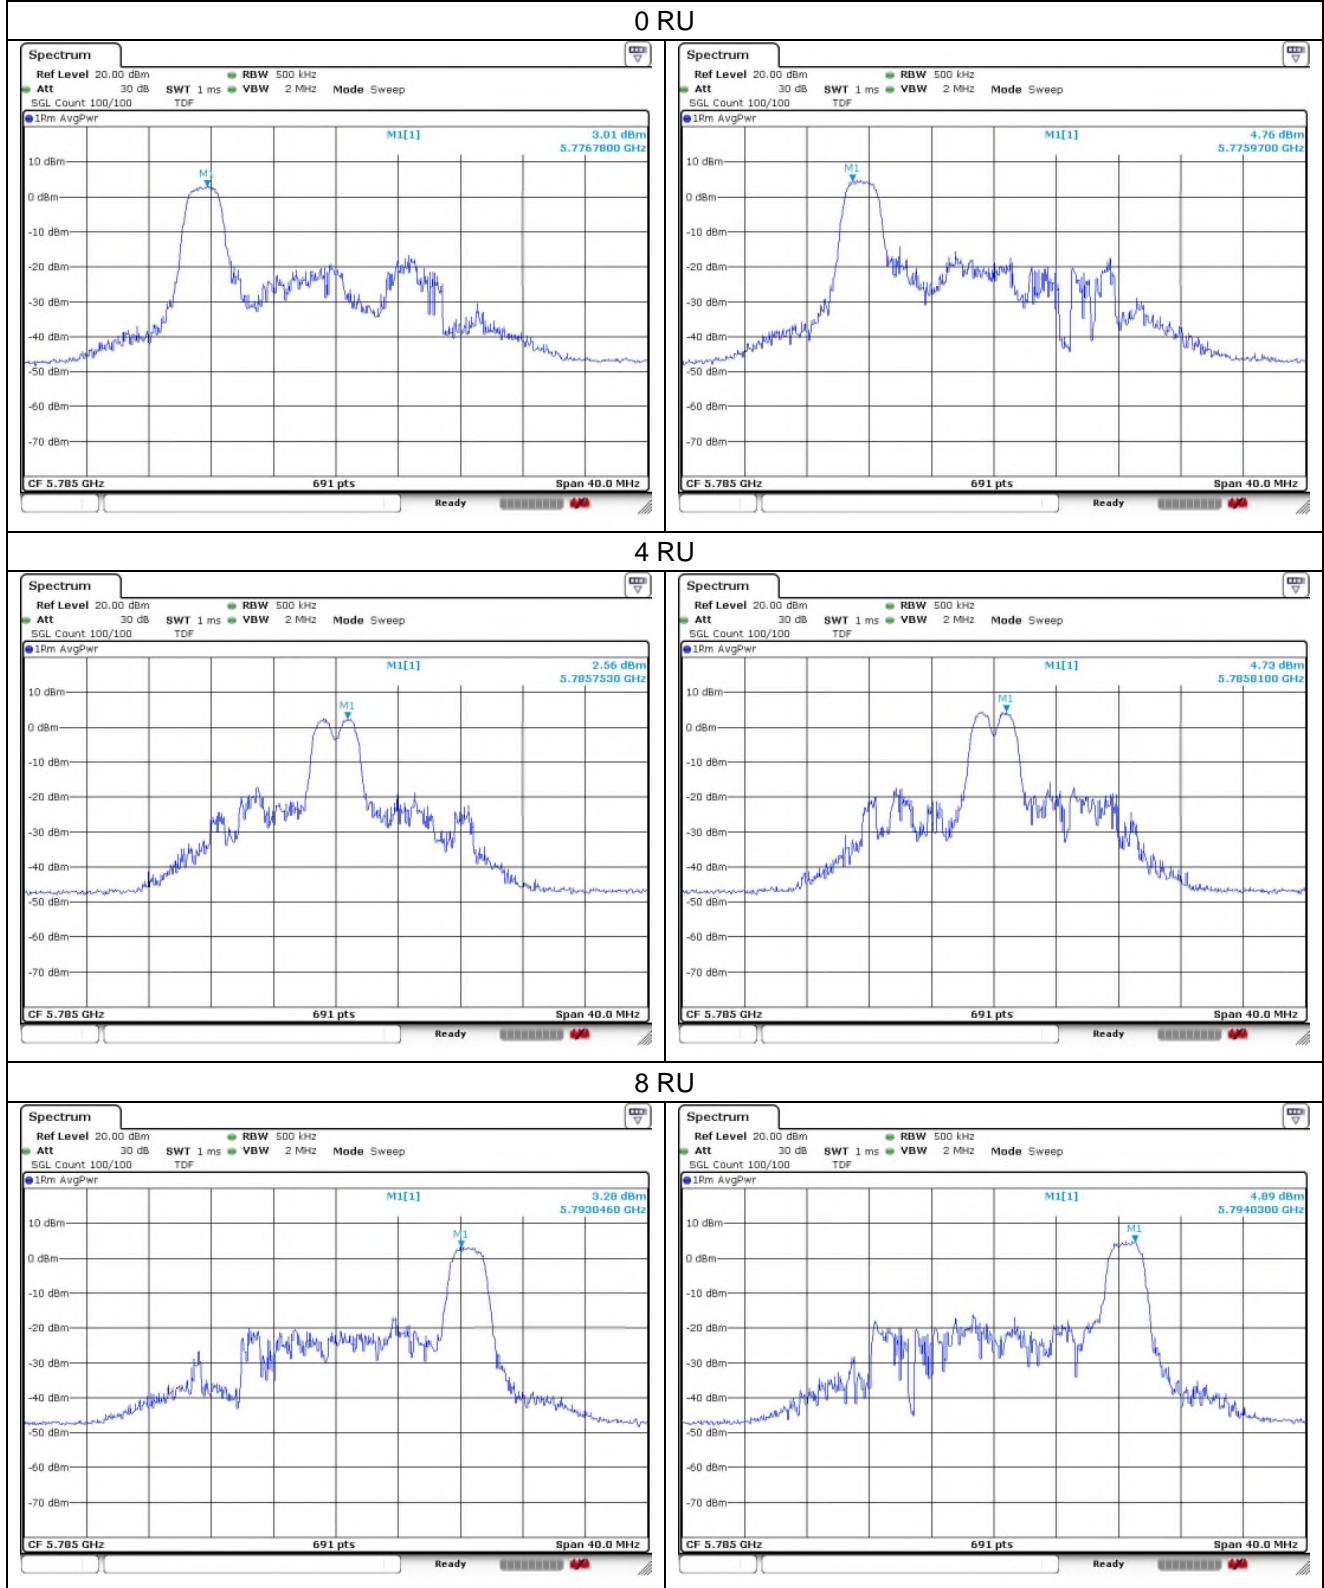 0 RU
Spectrum
Ref Level 20.00 dBm RBW 500 kHz
Att 30 dB SWT 1 ms VBW 2 MHz Mode Sweep
SGL Count 100/100 TDF
1Rm AvgPwr
M1[1] 3.01 dBm
5.7767800 GHz
M1
10 dBm
0 dBm
-10 dBm
-20 dBm
-30 dBm
-40 dBm
-50 dBm
-60 dBm
-70 dBm
CF 5.785 GHz 691 pts Span 40.0 MHz
Ready
Spectrum
Ref Level 20.00 dBm RBW 500 kHz
Att 30 dB SWT 1 ms VBW 2 MHz Mode Sweep
SGL Count 100/100 TDF
1Rm AvgPwr
M1[1] 4.76 dBm
5.7759700 GHz
M1
10 dBm
0 dBm
-10 dBm
-20 dBm
-30 dBm
-40 dBm
-50 dBm
-60 dBm
-70 dBm
CF 5.785 GHz 691 pts Span 40.0 MHz
Ready
4 RU
Spectrum
Ref Level 20.00 dBm RBW 500 kHz
Att 30 dB SWT 1 ms VBW 2 MHz Mode Sweep
SGL Count 100/100 TDF
1Rm AvgPwr
M1[1] 2.56 dBm
5.7857530 GHz
M1
10 dBm
0 dBm
-10 dBm
-20 dBm
-30 dBm
-40 dBm
-50 dBm
-60 dBm
-70 dBm
CF 5.785 GHz 691 pts Span 40.0 MHz
Ready
Spectrum
Ref Level 20.00 dBm RBW 500 kHz
Att 30 dB SWT 1 ms VBW 2 MHz Mode Sweep
SGL Count 100/100 TDF
1Rm AvgPwr
M1[1] 4.73 dBm
5.7858100 GHz
M1
10 dBm
0 dBm
-10 dBm
-20 dBm
-30 dBm
-40 dBm
-50 dBm
-60 dBm
-70 dBm
CF 5.785 GHz 691 pts Span 40.0 MHz
Ready
8 RU
Spectrum
Ref Level 20.00 dBm RBW 500 kHz
Att 30 dB SWT 1 ms VBW 2 MHz Mode Sweep
SGL Count 100/100 TDF
1Rm AvgPwr
M1[1] 3.28 dBm
5.7930460 GHz
M1
10 dBm
0 dBm
-10 dBm
-20 dBm
-30 dBm
-40 dBm
-50 dBm
-60 dBm
-70 dBm
CF 5.785 GHz 691 pts Span 40.0 MHz
Ready
Spectrum
Ref Level 20.00 dBm RBW 500 kHz
Att 30 dB SWT 1 ms VBW 2 MHz Mode Sweep
SGL Count 100/100 TDF
1Rm AvgPwr
M1[1] 4.89 dBm
5.7940300 GHz
M1
10 dBm
0 dBm
-10 dBm
-20 dBm
-30 dBm
-40 dBm
-50 dBm
-60 dBm
-70 dBm
CF 5.785 GHz 691 pts Span 40.0 MHz
Ready